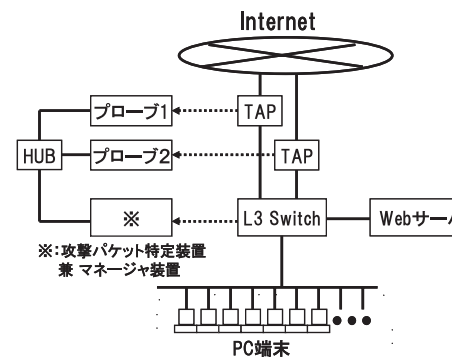 Internet
プローブ1
TAP
HUB
プローブ2
TAP
※
L3 Switch
Webサーバ
※:攻撃パケット特定装置
兼 マネージャ装置
PC端末